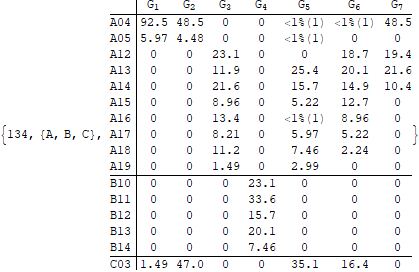 G1 G2 G3 G4 G5 G6 G7
A04 92.5 48.5 0 0 <1%(1) <1%(1) 48.5
A05 5.97 4.48 0 0 <1%(1) 0 0
A12 0 0 23.1 0 0 18.7 19.4
A13 0 0 11.9 0 25.4 20.1 21.6
A14 0 0 21.6 0 15.7 14.9 10.4
A15 0 0 8.96 0 5.22 12.7 0
A16 0 0 13.4 0 <1%(1) 8.96 0
{134, {A, B, C}, A17 0 0 8.21 0 5.97 5.22 0 }
A18 0 0 11.2 0 7.46 2.24 0
A19 0 0 1.49 0 2.99 0 0
B10 0 0 0 23.1 0 0 0
B11 0 0 0 33.6 0 0 0
B12 0 0 0 15.7 0 0 0
B13 0 0 0 20.1 0 0 0
B14 0 0 0 7.46 0 0 0
C03 1.49 47.0 0 0 35.1 16.4 0